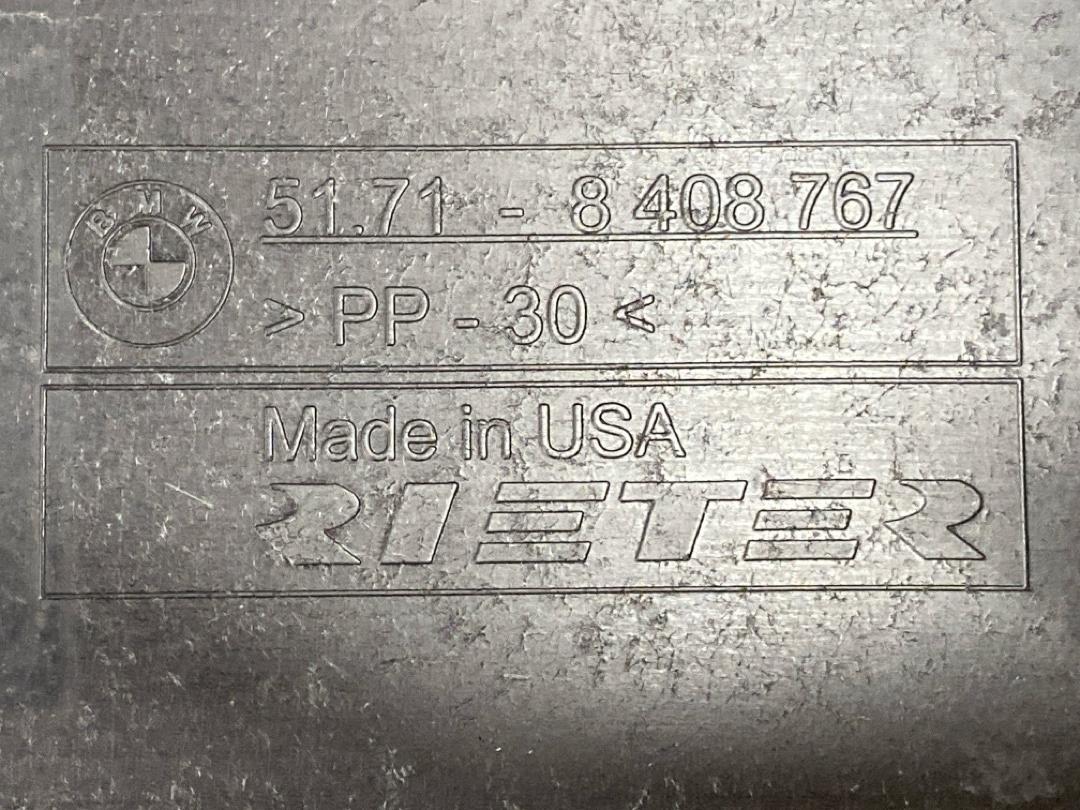 BMW
51.71 - 8 408 767
> PP - 30 <
Made in USA
RIETER